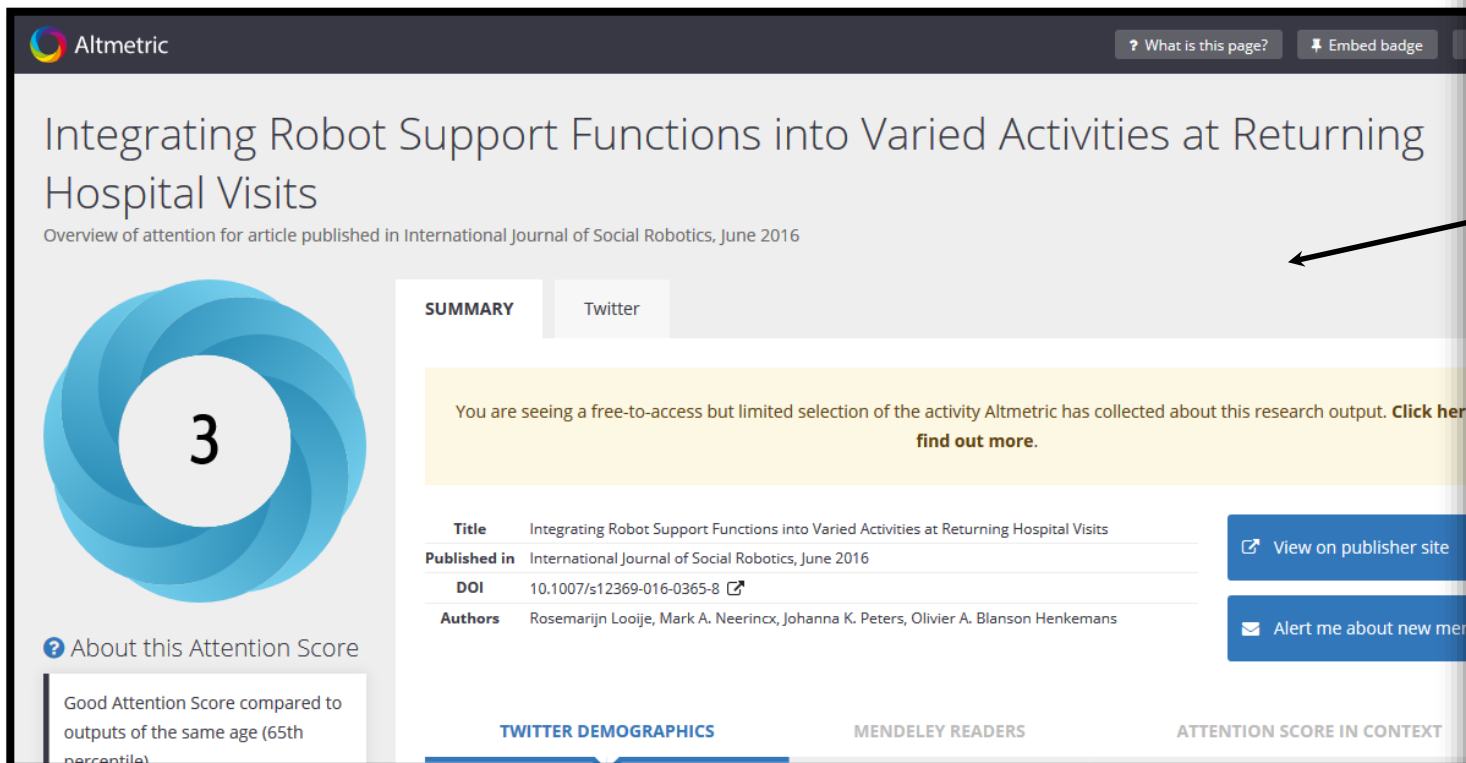 Altmetric
? What is this page?
Embed badge
Integrating Robot Support Functions into Varied Activities at Returning
Hospital Visits
Overview of attention for article published in International Journal of Social Robotics, June 2016
SUMMARY
Twitter
3
You are seeing a free-to-access but limited selection of the activity Altmetric has collected about this research output. Click her
find out more.
Title Integrating Robot Support Functions into Varied Activities at Returning Hospital Visits
Published in International Journal of Social Robotics, June 2016
DOI 10.1007/s12369-016-0365-8
Authors Rosemarijn Looije, Mark A. Neerincx, Johanna K. Peters, Olivier A. Blanson Henkemans
View on publisher site
Alert me about new mer
? About this Attention Score
Good Attention Score compared to
outputs of the same age (65th
percentile)
TWITTER DEMOGRAPHICS
MENDELEY READERS
ATTENTION SCORE IN CONTEXT